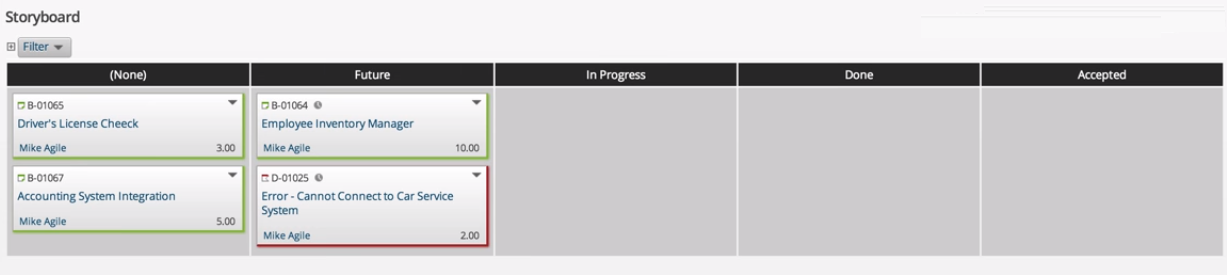 Storyboard
Filter
(None) Future In Progress Done Accepted
B-01065
Driver's License Cheeck
Mike Agile 3.00
B-01067
Accounting System Integration
Mike Agile 5.00
B-01064
Employee Inventory Manager
Mike Agile 10.00
D-01025
Error - Cannot Connect to Car Service
System
Mike Agile 2.00